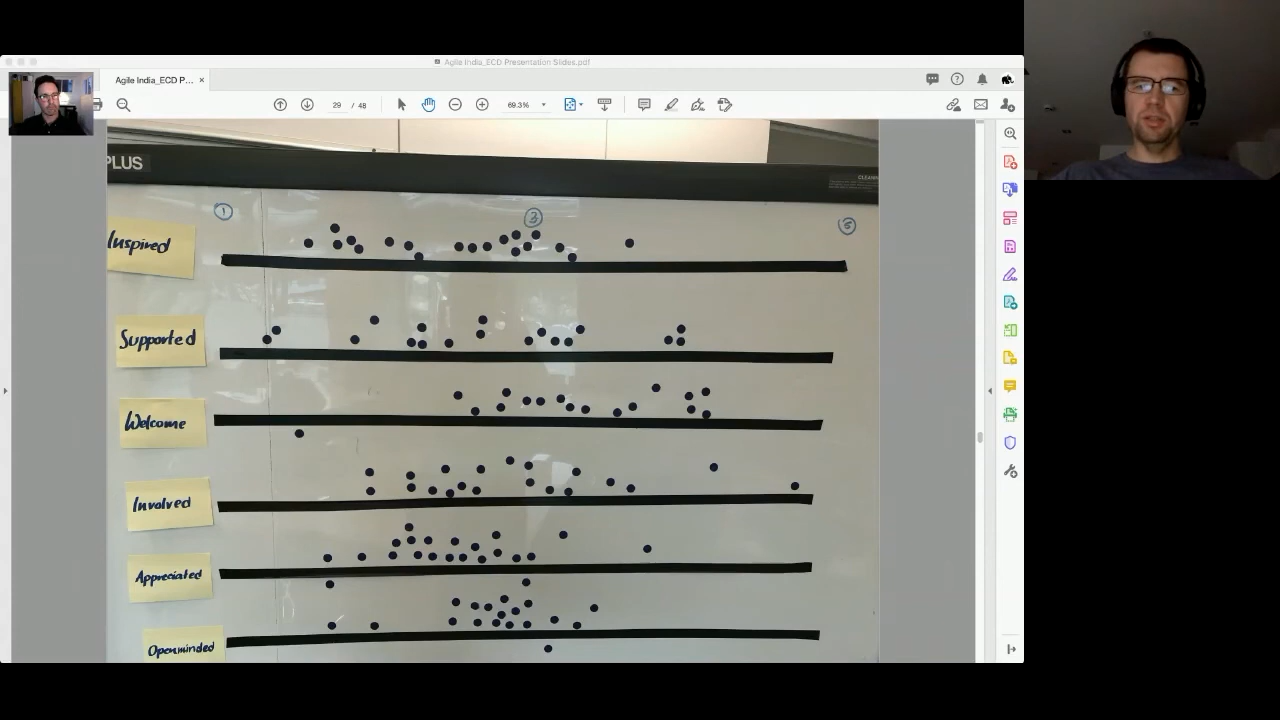 Agile India_ECD Presentation Slides.pdf
Agile India_ECD P... ×
29 / 48
69.3%
PLUS
1
3
5
Inspired
Supported
Welcome
Involved
Appreciated
Openminded